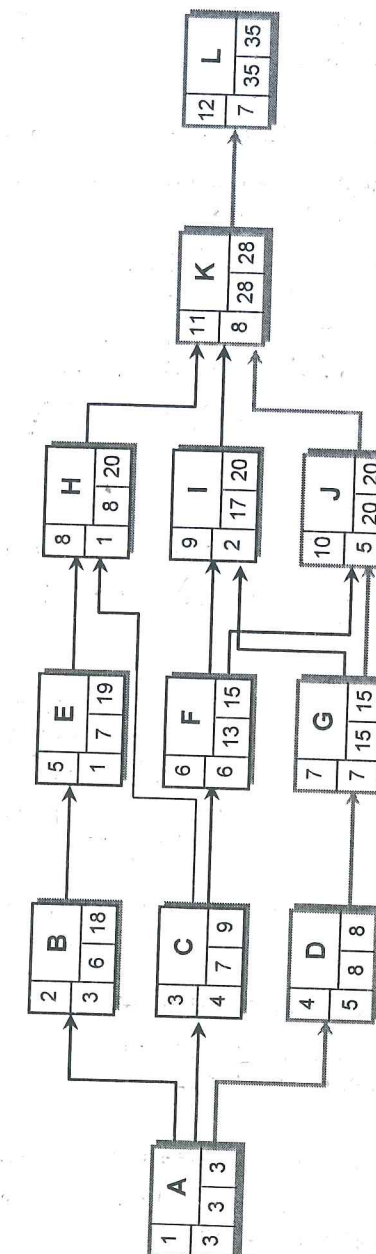 1 A
3 3 3
2 B
3 6 18
3 C
4 7 9
4 D
5 8 8
5 E
1 7 19
6 F
6 13 15
7 G
7 15 15
8 H
1 8 20
9 I
2 17 20
10 J
5 20 20
11 K
8 28 28
12 L
7 35 35